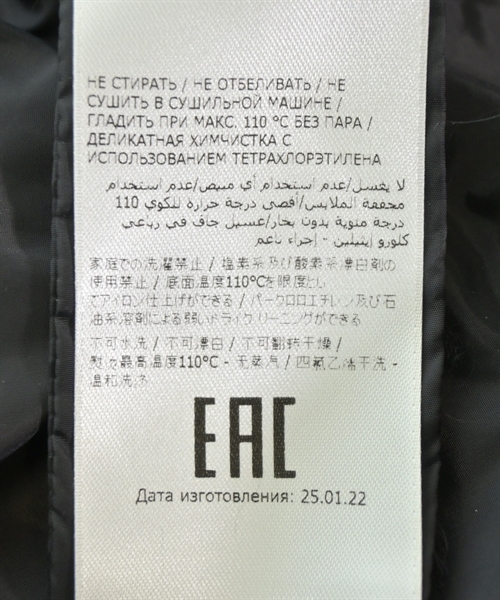 НЕ СТИРАТЬ / НЕ ОТБЕЛИВАТЬ / НЕ
СУШИТЬ В СУШИЛЬНОЙ МАШИНЕ /
ГЛАДИТЬ ПРИ МАКС. 110 ºC БЕЗ ПАРА /
ДЕЛИКАТНАЯ ХИМЧИСТКА С
ИСПОЛЬЗОВАНИЕМ ТЕТРАХЛОРЭТИЛЕНА
لا يغسل/عدم استخدام أي مبيض/عدم استخدام
مجففة الملابس/أقصى درجة حرارة للكوي 110
درجة مئوية بدون بخار/غسيل جاف في رباعي
كلورو إيثيلين - إجراء ناعم
家庭での洗濯禁止 / 塩素系及び酸素系漂白剤の
使用禁止 / 底面温度110℃を限度とし
てアイロン仕上げができる / パークロロエチレン及び石
油系溶剤による弱いドライクリーニングができる
不可水洗 / 不可漂白 / 不可翻转干燥 /
熨烫最高温度110°C - 无蒸汽 / 四氯乙烯干洗 -
温和洗涤
EAC
Дата изготовления: 25.01.22